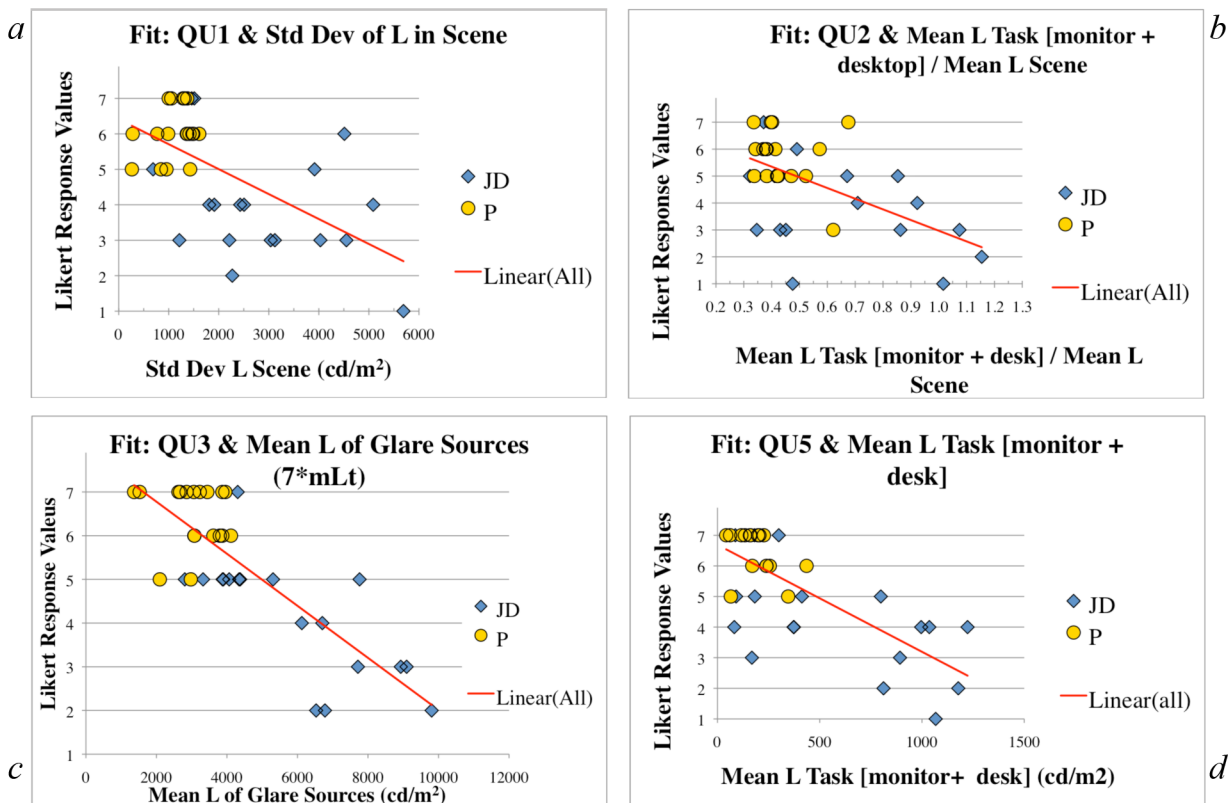 a
Fit: QU1 & Std Dev of L in Scene
Likert Response Values
7
6
5
4
3
2
1
0 1000 2000 3000 4000 5000 6000
Std Dev L Scene (cd/m²)
JD
P
Linear(All)
b
Fit: QU2 & Mean L Task [monitor +
desktop] / Mean L Scene
Likert Response Values
7
6
5
4
3
2
1
0.2 0.3 0.4 0.5 0.6 0.7 0.8 0.9 1.0 1.1 1.2 1.3
Mean L Task [monitor + desk] / Mean L
Scene
JD
P
Linear(All)
c
Fit: QU3 & Mean L of Glare Sources
(7*mLt)
Likert Response Valeus
7
6
5
4
3
2
1
0 2000 4000 6000 8000 10000 12000
Mean L of Glare Sources (cd/m²)
JD
P
Linear(All)
d
Fit: QU5 & Mean L Task [monitor +
desk]
Likert Response Values
7
6
5
4
3
2
1
0 500 1000 1500
Mean L Task [monitor+ desk] (cd/m2)
JD
P
Linear(all)